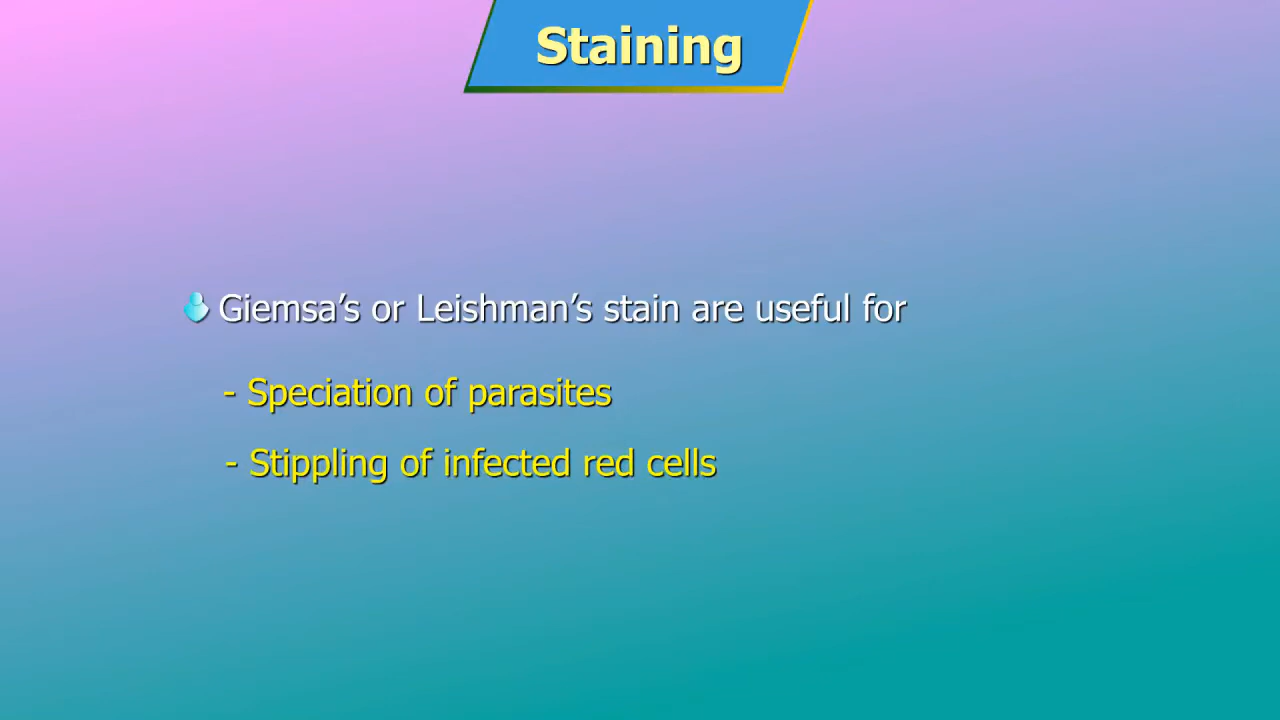 Staining
Giemsa’s or Leishman’s stain are useful for
- Speciation of parasites
- Stippling of infected red cells